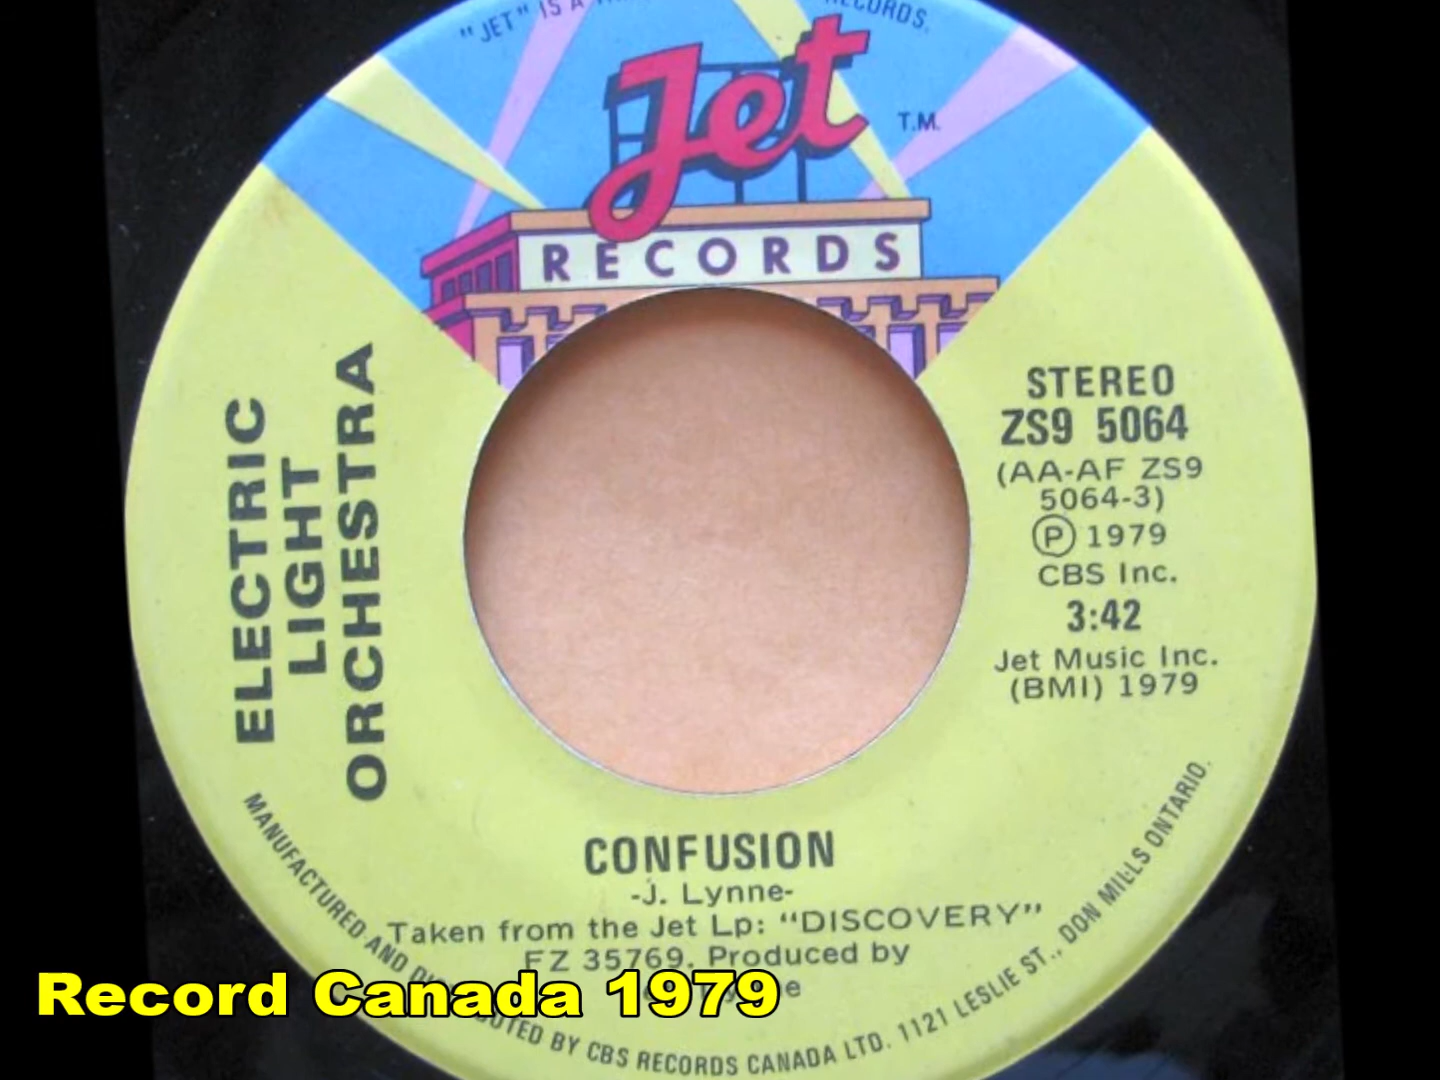 "JET" IS A
RECORDS.
Jet
T.M.
RECORDS
ELECTRIC
LIGHT
ORCHESTRA
STEREO
ZS9 5064
(AA-AF ZS9
5064-3)
Ⓟ 1979
CBS Inc.
3:42
Jet Music Inc.
(BMI) 1979
CONFUSION
-J. Lynne-
Taken from the Jet Lp: "DISCOVERY"
FZ 35769. Produced by
MANUFACTURED AND BY CBS RECORDS CANADA LTD. 1121 LESLIE ST., DON MILLS ONTARIO.
Record Canada 1979